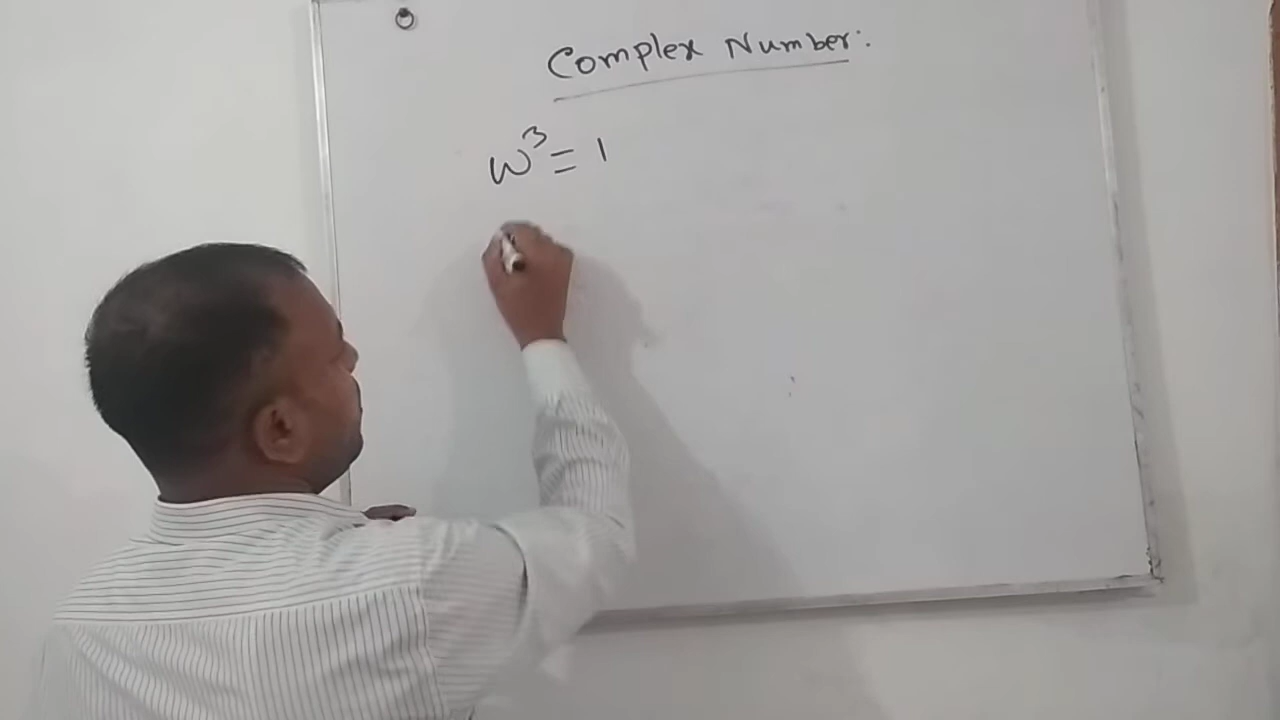 Complex Number:
ω³ = 1